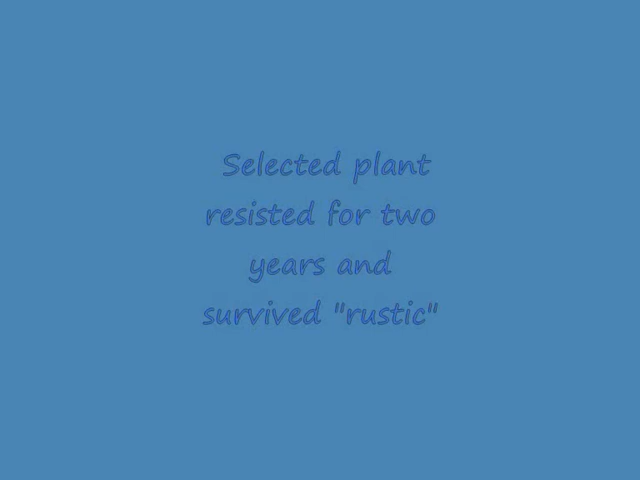 Selected plant
resisted for two
years and
survived "rustic"